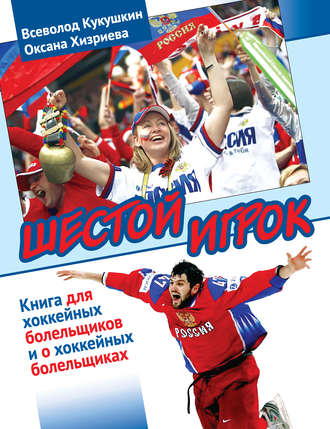 Всеволод Кукушкин
Оксана Хизриева
РОССИЯ
ШЕСТОЙ ИГРОК
Книга для
хоккейных
болельщиков
и о хоккейных
болельщиках
РОССИЯ